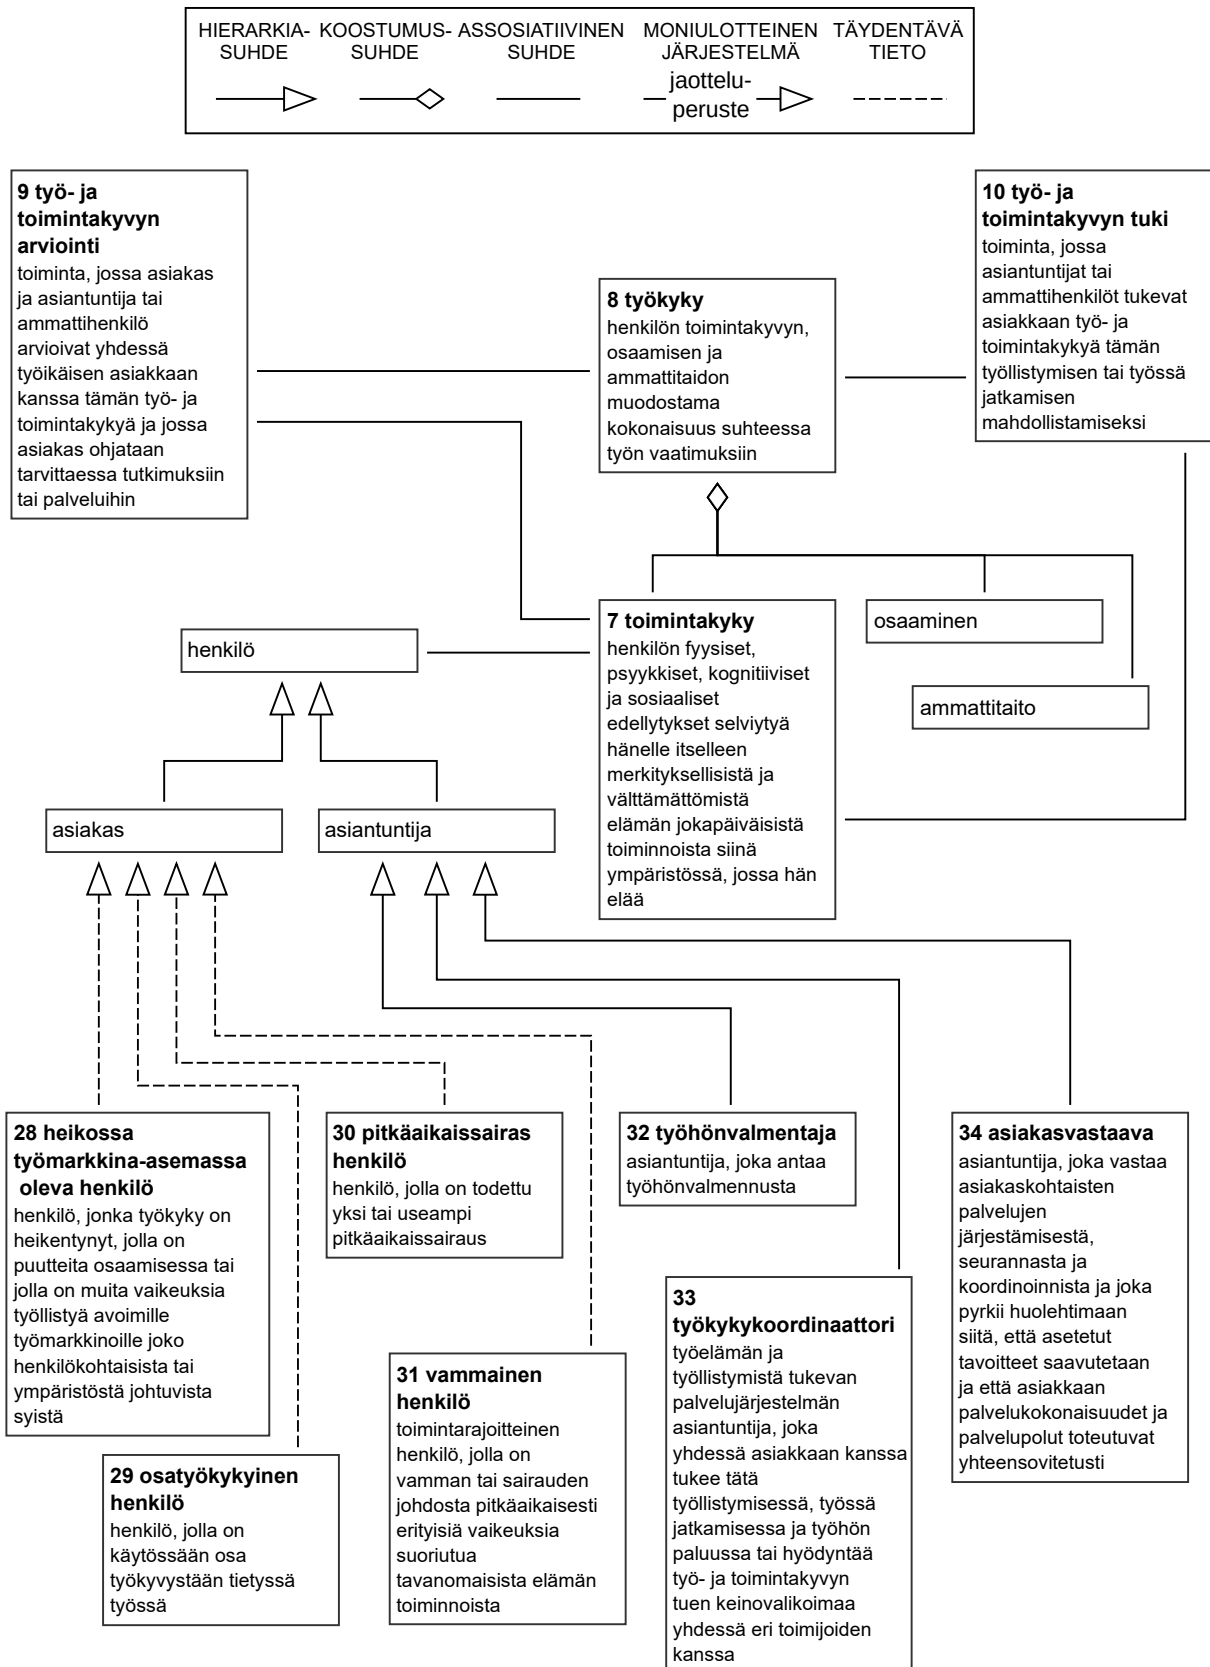 HIERARKIA-
SUHDE
KOOSTUMUS-
SUHDE
ASSOSIATIIVINEN
SUHDE
MONIULOTTEINEN
JÄRJESTELMÄ
jaottelu-
peruste
TÄYDENTÄVÄ
TIETO
9 työ- ja
toimintakyvyn
arviointi
toiminta, jossa asiakas
ja asiantuntija tai
ammattihenkilö
arvioivat yhdessä
työikäisen asiakkaan
kanssa tämän työ- ja
toimintakykyä ja jossa
asiakas ohjataan
tarvittaessa tutkimuksiin
tai palveluihin
8 työkyky
henkilön toimintakyvyn,
osaamisen ja
ammattitaidon
muodostama
kokonaisuus suhteessa
työn vaatimuksiin
10 työ- ja
toimintakyvyn tuki
toiminta, jossa
asiantuntijat tai
ammattihenkilöt tukevat
asiakkaan työ- ja
toimintakykyä tämän
työllistymisen tai työssä
jatkamisen
mahdollistamiseksi
henkilö
7 toimintakyky
henkilön fyysiset,
psyykkiset, kognitiiviset
ja sosiaaliset
edellytykset selviytyä
hänelle itselleen
merkityksellisistä ja
välttämättömistä
elämän jokapäiväisistä
toiminnoista siinä
ympäristössä, jossa hän
elää
osaaminen
ammattitaito
asiakas
asiantuntija
28 heikossa
työmarkkina-asemassa
oleva henkilö
henkilö, jonka työkyky on
heikentynyt, jolla on
puutteita osaamisessa tai
jolla on muita vaikeuksia
työllistyä avoimille
työmarkkinoille joko
henkilökohtaisista tai
ympäristöstä johtuvista
syistä
29 osatyökykyinen
henkilö
henkilö, jolla on
käytössään osa
työkyvystään tietyssä
työssä
30 pitkäaikaissairas
henkilö
henkilö, jolla on todettu
yksi tai useampi
pitkäaikaissairaus
31 vammainen
henkilö
toimintarajoitteinen
henkilö, jolla on
vamman tai sairauden
johdosta pitkäaikaisesti
erityisiä vaikeuksia
suoriutua
tavanomaisista elämän
toiminnoista
32 työhönvalmentaja
asiantuntija, joka antaa
työhönvalmennusta
33
työkykykoordinaattori
työelämän ja
työllistymistä tukevan
palvelujärjestelmän
asiantuntija, joka
yhdessä asiakkaan kanssa
tukee tätä
työllistymisessä, työssä
jatkamisessa ja työhön
paluussa tai hyödyntää
työ- ja toimintakyvyn
tuen keinovalikoimaa
yhdessä eri toimijoiden
kanssa
34 asiakasvastaava
asiantuntija, joka vastaa
asiakaskohtaisten
palvelujen
järjestämisestä,
seurannasta ja
koordinoinnista ja joka
pyrkii huolehtimaan
siitä, että asetetut
tavoitteet saavutetaan
ja että asiakkaan
palvelukokonaisuudet ja
palvelupolut toteutuvat
yhteensovitetusti